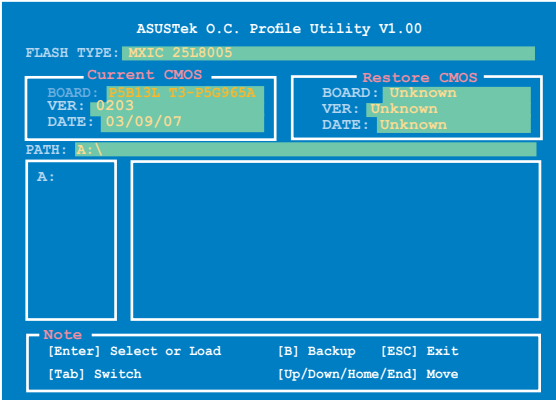 ASUSTek O.C. Profile Utility V1.00
FLASH TYPE: MXIC 25L8005
Current CMOS
BOARD: P5B13L T3-P5G965A
VER: 0203
DATE: 03/09/07
Restore CMOS
BOARD: Unknown
VER: Unknown
DATE: Unknown
PATH: A:\
A:
Note
[Enter] Select or Load [B] Backup [ESC] Exit
[Tab] Switch [Up/Down/Home/End] Move